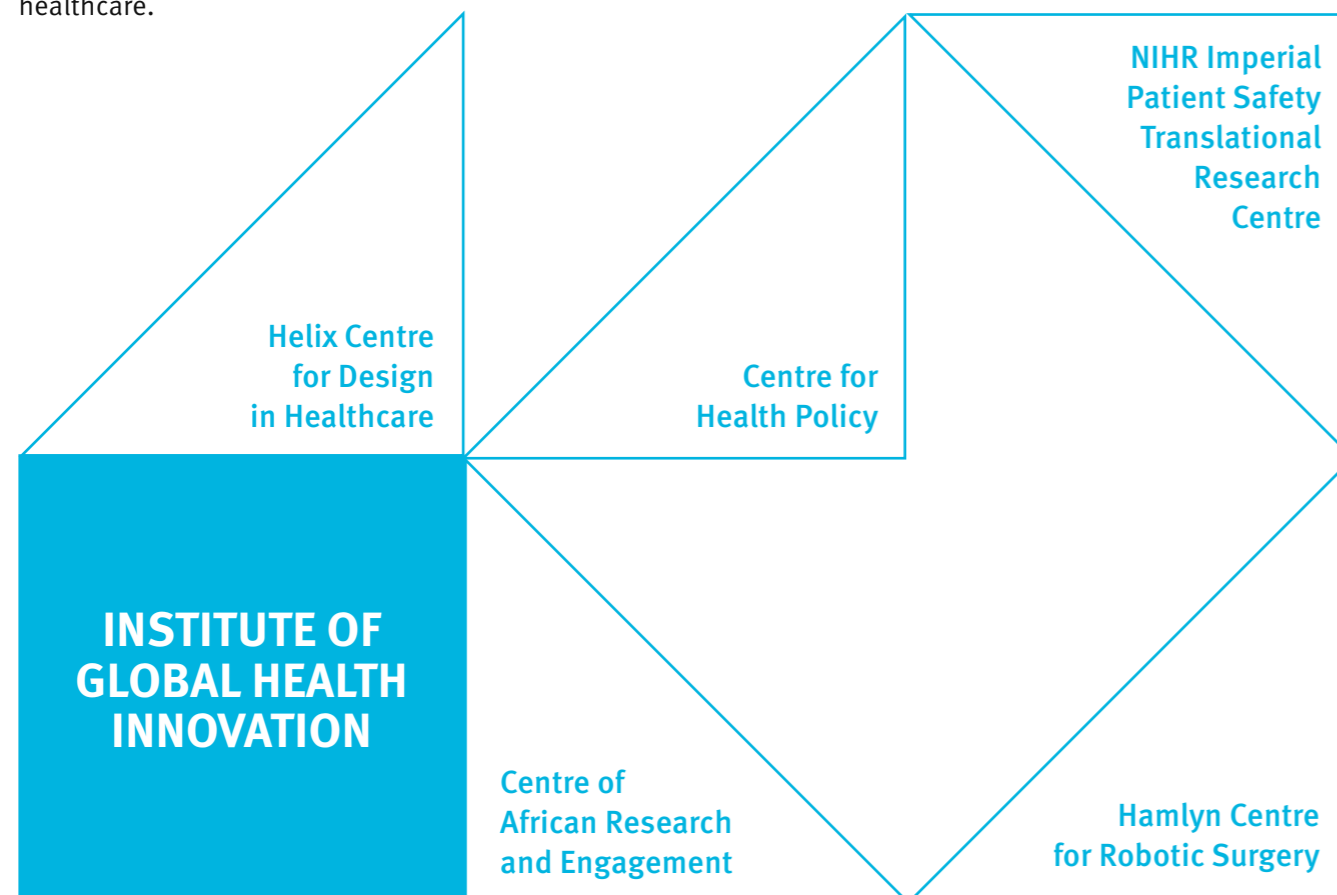 healthcare.
NIHR Imperial
Patient Safety
Translational
Research
Centre
Helix Centre
for Design
in Healthcare
Centre for
Health Policy
INSTITUTE OF
GLOBAL HEALTH
INNOVATION
Centre of
African Research
and Engagement
Hamlyn Centre
for Robotic Surgery